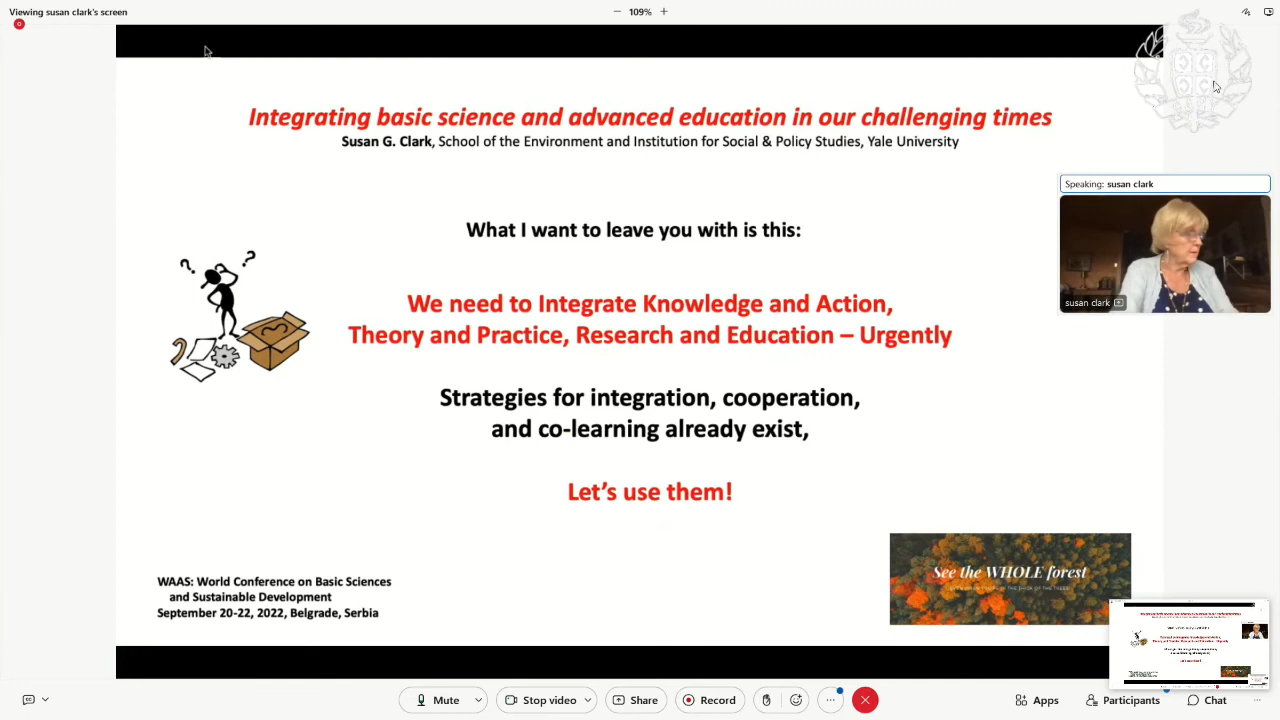 Viewing susan clark's screen
109%
Integrating basic science and advanced education in our challenging times
Susan G. Clark, School of the Environment and Institution for Social & Policy Studies, Yale University
Speaking: susan clark
susan clark
What I want to leave you with is this:
We need to Integrate Knowledge and Action,
Theory and Practice, Research and Education – Urgently
Strategies for integration, cooperation,
and co-learning already exist,
Let's use them!
See the WHOLE forest
WAAS: World Conference on Basic Sciences
and Sustainable Development
September 20-22, 2022, Belgrade, Serbia
Mute
Stop video
Share
Record
Apps
Participants
Chat